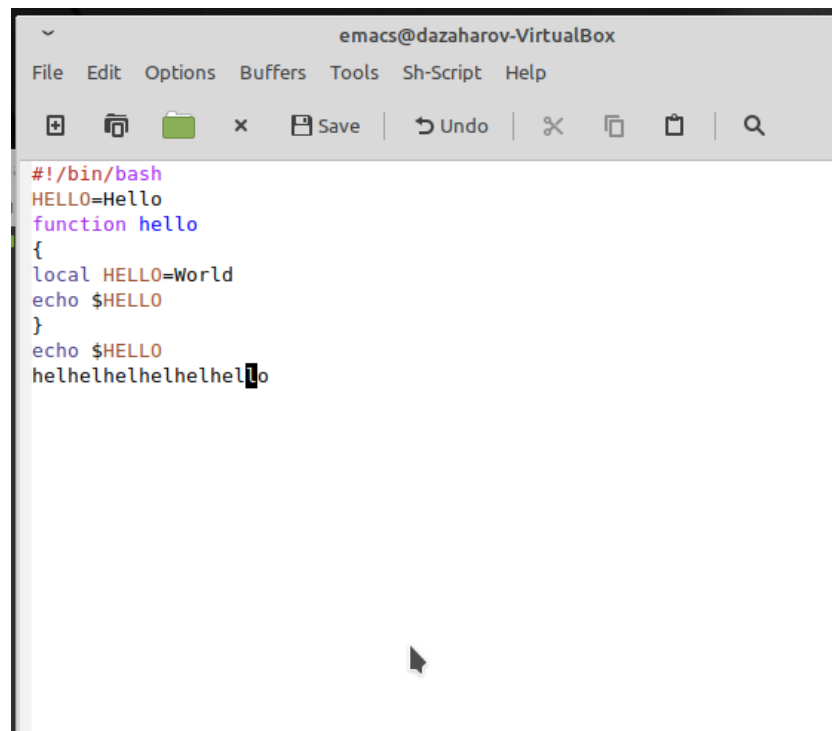 emacs@dazaharov-VirtualBox
File Edit Options Buffers Tools Sh-Script Help
Save Undo
#!/bin/bash
HELLO=Hello
function hello
{
local HELLO=World
echo $HELLO
}
echo $HELLO
helhelhelhelhelhello